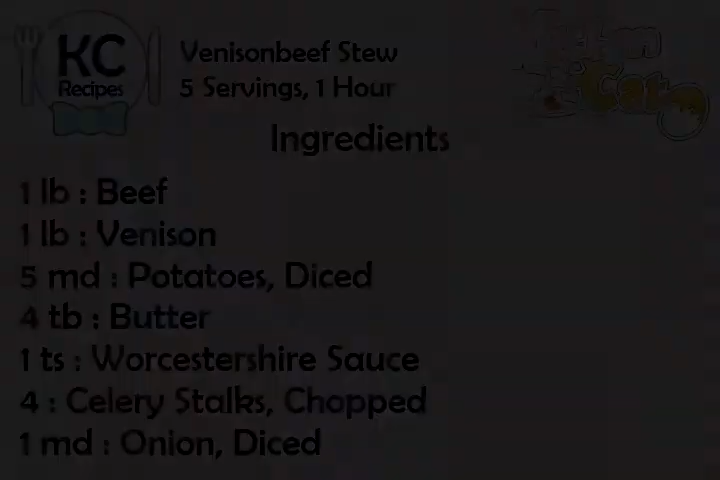 KC
Recipes
Venisonbeef Stew
5 Servings, 1 Hour
Ingredients
1 lb : Beef
1 lb : Venison
5 md : Potatoes, Diced
4 tb : Butter
1 ts : Worcestershire Sauce
4 : Celery Stalks, Chopped
1 md : Onion, Diced